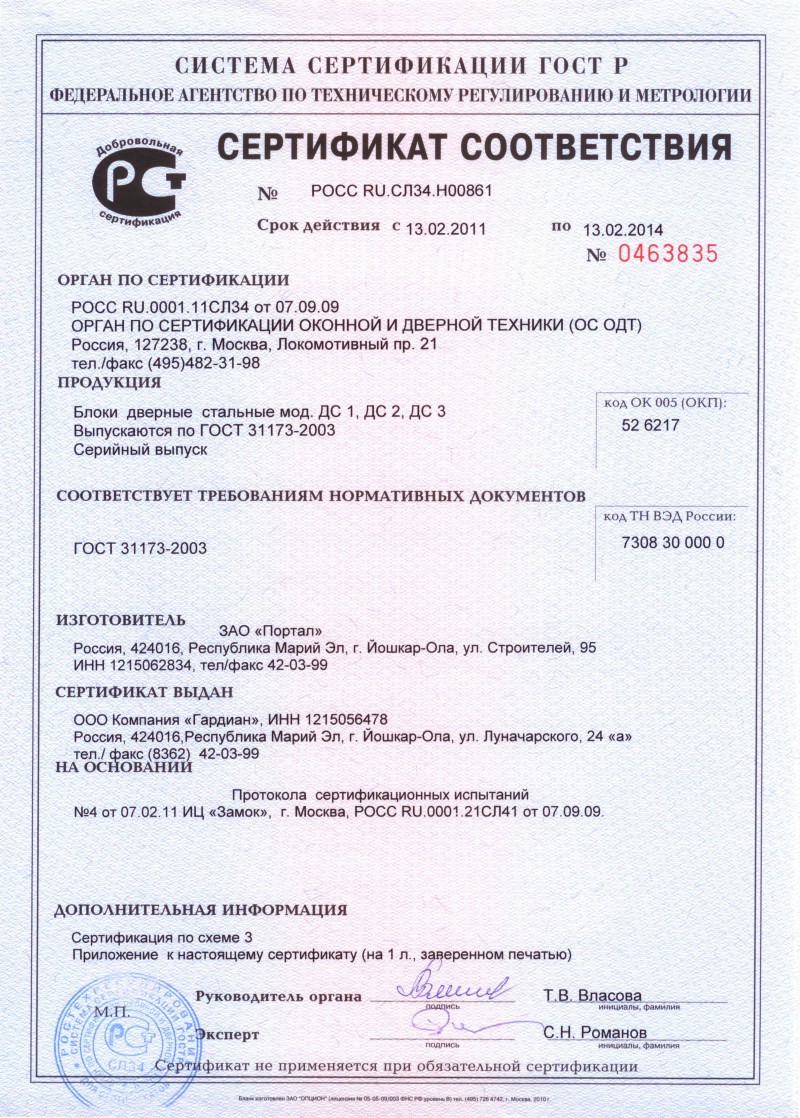 СИСТЕМА СЕРТИФИКАЦИИ ГОСТ Р
ФЕДЕРАЛЬНОЕ АГЕНТСТВО ПО ТЕХНИЧЕСКОМУ РЕГУЛИРОВАНИЮ И МЕТРОЛОГИИ
Добровольная
сертификация
СЕРТИФИКАТ СООТВЕТСТВИЯ
№ РОСС RU.СЛ34.Н00861
Срок действия с 13.02.2011 по 13.02.2014
№ 0463835
ОРГАН ПО СЕРТИФИКАЦИИ
РОСС RU.0001.11СЛ34 от 07.09.09
ОРГАН ПО СЕРТИФИКАЦИИ ОКОННОЙ И ДВЕРНОЙ ТЕХНИКИ (ОС ОДТ)
Россия, 127238, г. Москва, Локомотивный пр. 21
тел./факс (495)482-31-98
ПРОДУКЦИЯ
Блоки дверные стальные мод. ДС 1, ДС 2, ДС 3
Выпускаются по ГОСТ 31173-2003
Серийный выпуск
код ОК 005 (ОКП):
52 6217
СООТВЕТСТВУЕТ ТРЕБОВАНИЯМ НОРМАТИВНЫХ ДОКУМЕНТОВ
ГОСТ 31173-2003
код ТН ВЭД России:
7308 30 000 0
ИЗГОТОВИТЕЛЬ
ЗАО «Портал»
Россия, 424016, Республика Марий Эл, г. Йошкар-Ола, ул. Строителей, 95
ИНН 1215062834, тел/факс 42-03-99
СЕРТИФИКАТ ВЫДАН
ООО Компания «Гардиан», ИНН 1215056478
Россия, 424016,Республика Марий Эл, г. Йошкар-Ола, ул. Луначарского, 24 «а»
тел./ факс (8362) 42-03-99
НА ОСНОВАНИИ
Протокола сертификационных испытаний
№4 от 07.02.11 ИЦ «Замок», г. Москва, РОСС RU.0001.21СЛ41 от 07.09.09.
ДОПОЛНИТЕЛЬНАЯ ИНФОРМАЦИЯ
Сертификация по схеме 3
Приложение к настоящему сертификату (на 1 л., заверенном печатью)
М.П.
Руководитель органа
подпись
Т.В. Власова
инициалы, фамилия
Эксперт
подпись
С.Н. Романов
инициалы, фамилия
СЛ34
Сертификат не применяется при обязательной сертификации
Бланк изготовлен ЗАО "ОПЦИОН" (лицензия № 05-05-09/003 ФНС РФ уровень В) тел. (495) 726 4742, г. Москва, 2010 г.